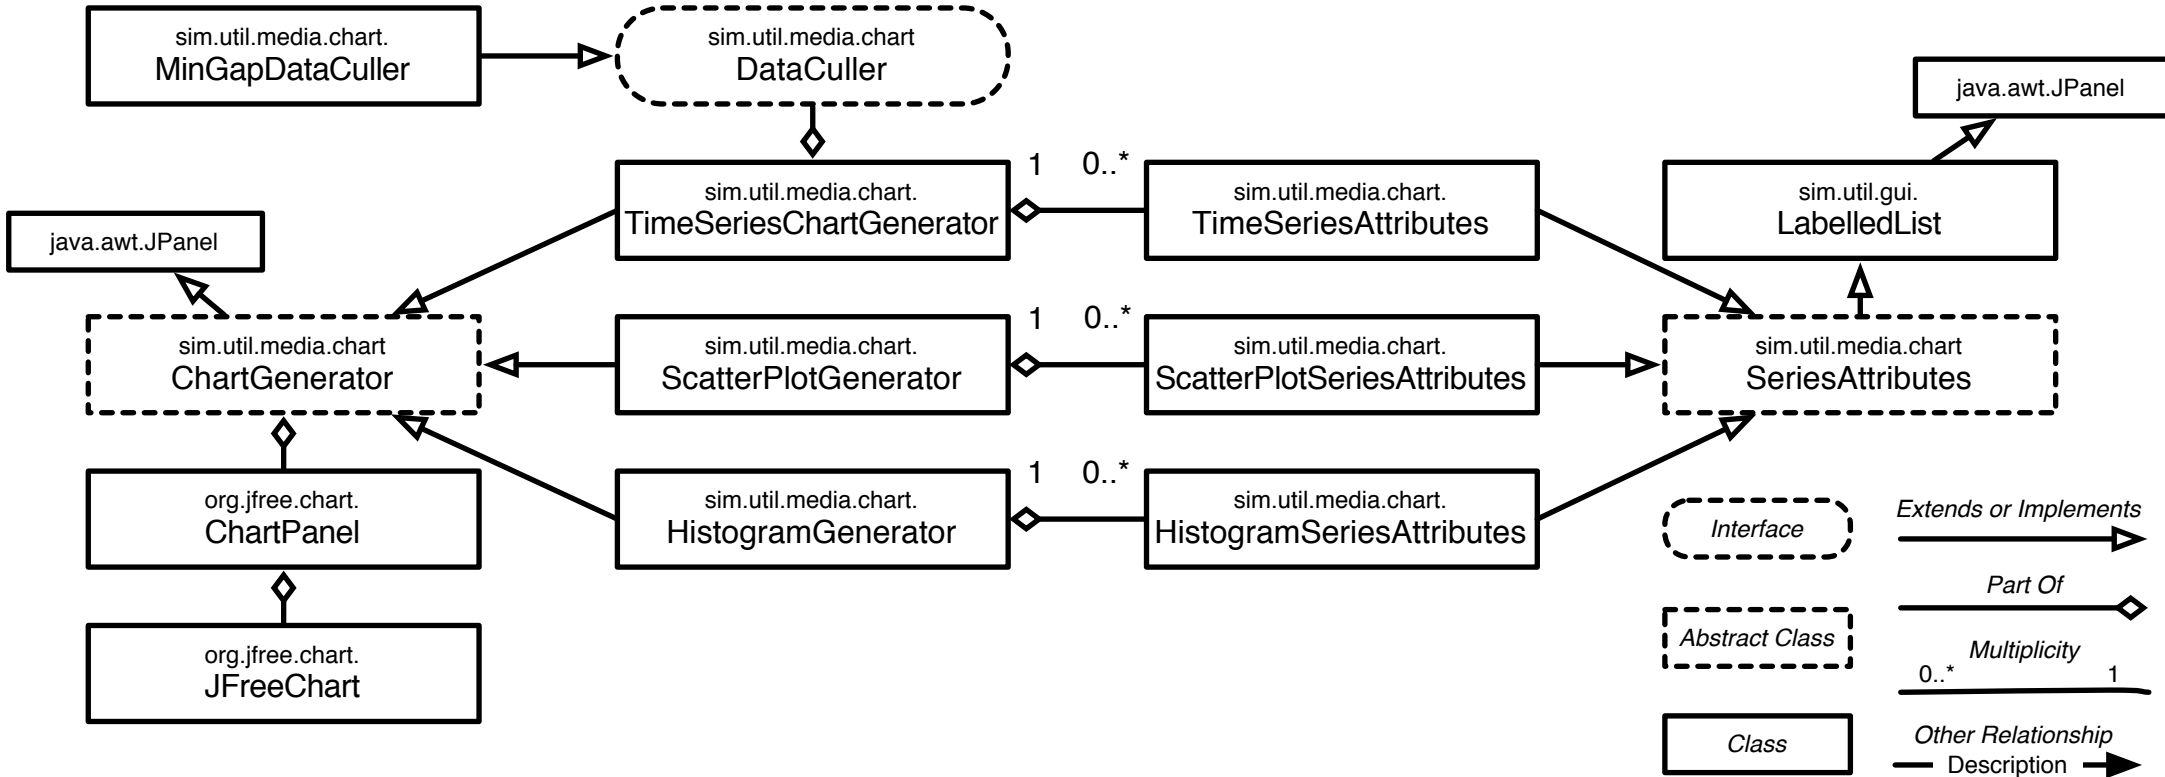 sim.util.media.chart.
MinGapDataCuller
sim.util.media.chart
DataCuller
java.awt.JPanel
sim.util.media.chart.
TimeSeriesChartGenerator
1 0..*
sim.util.media.chart.
TimeSeriesAttributes
sim.util.gui.
LabelledList
java.awt.JPanel
sim.util.media.chart
ChartGenerator
sim.util.media.chart.
ScatterPlotGenerator
1 0..*
sim.util.media.chart.
ScatterPlotSeriesAttributes
sim.util.media.chart
SeriesAttributes
org.jfree.chart.
ChartPanel
sim.util.media.chart.
HistogramGenerator
1 0..*
sim.util.media.chart.
HistogramSeriesAttributes
org.jfree.chart.
JFreeChart
Interface
Extends or Implements
Part Of
Abstract Class
Multiplicity
0..* 1
Class
Other Relationship
Description